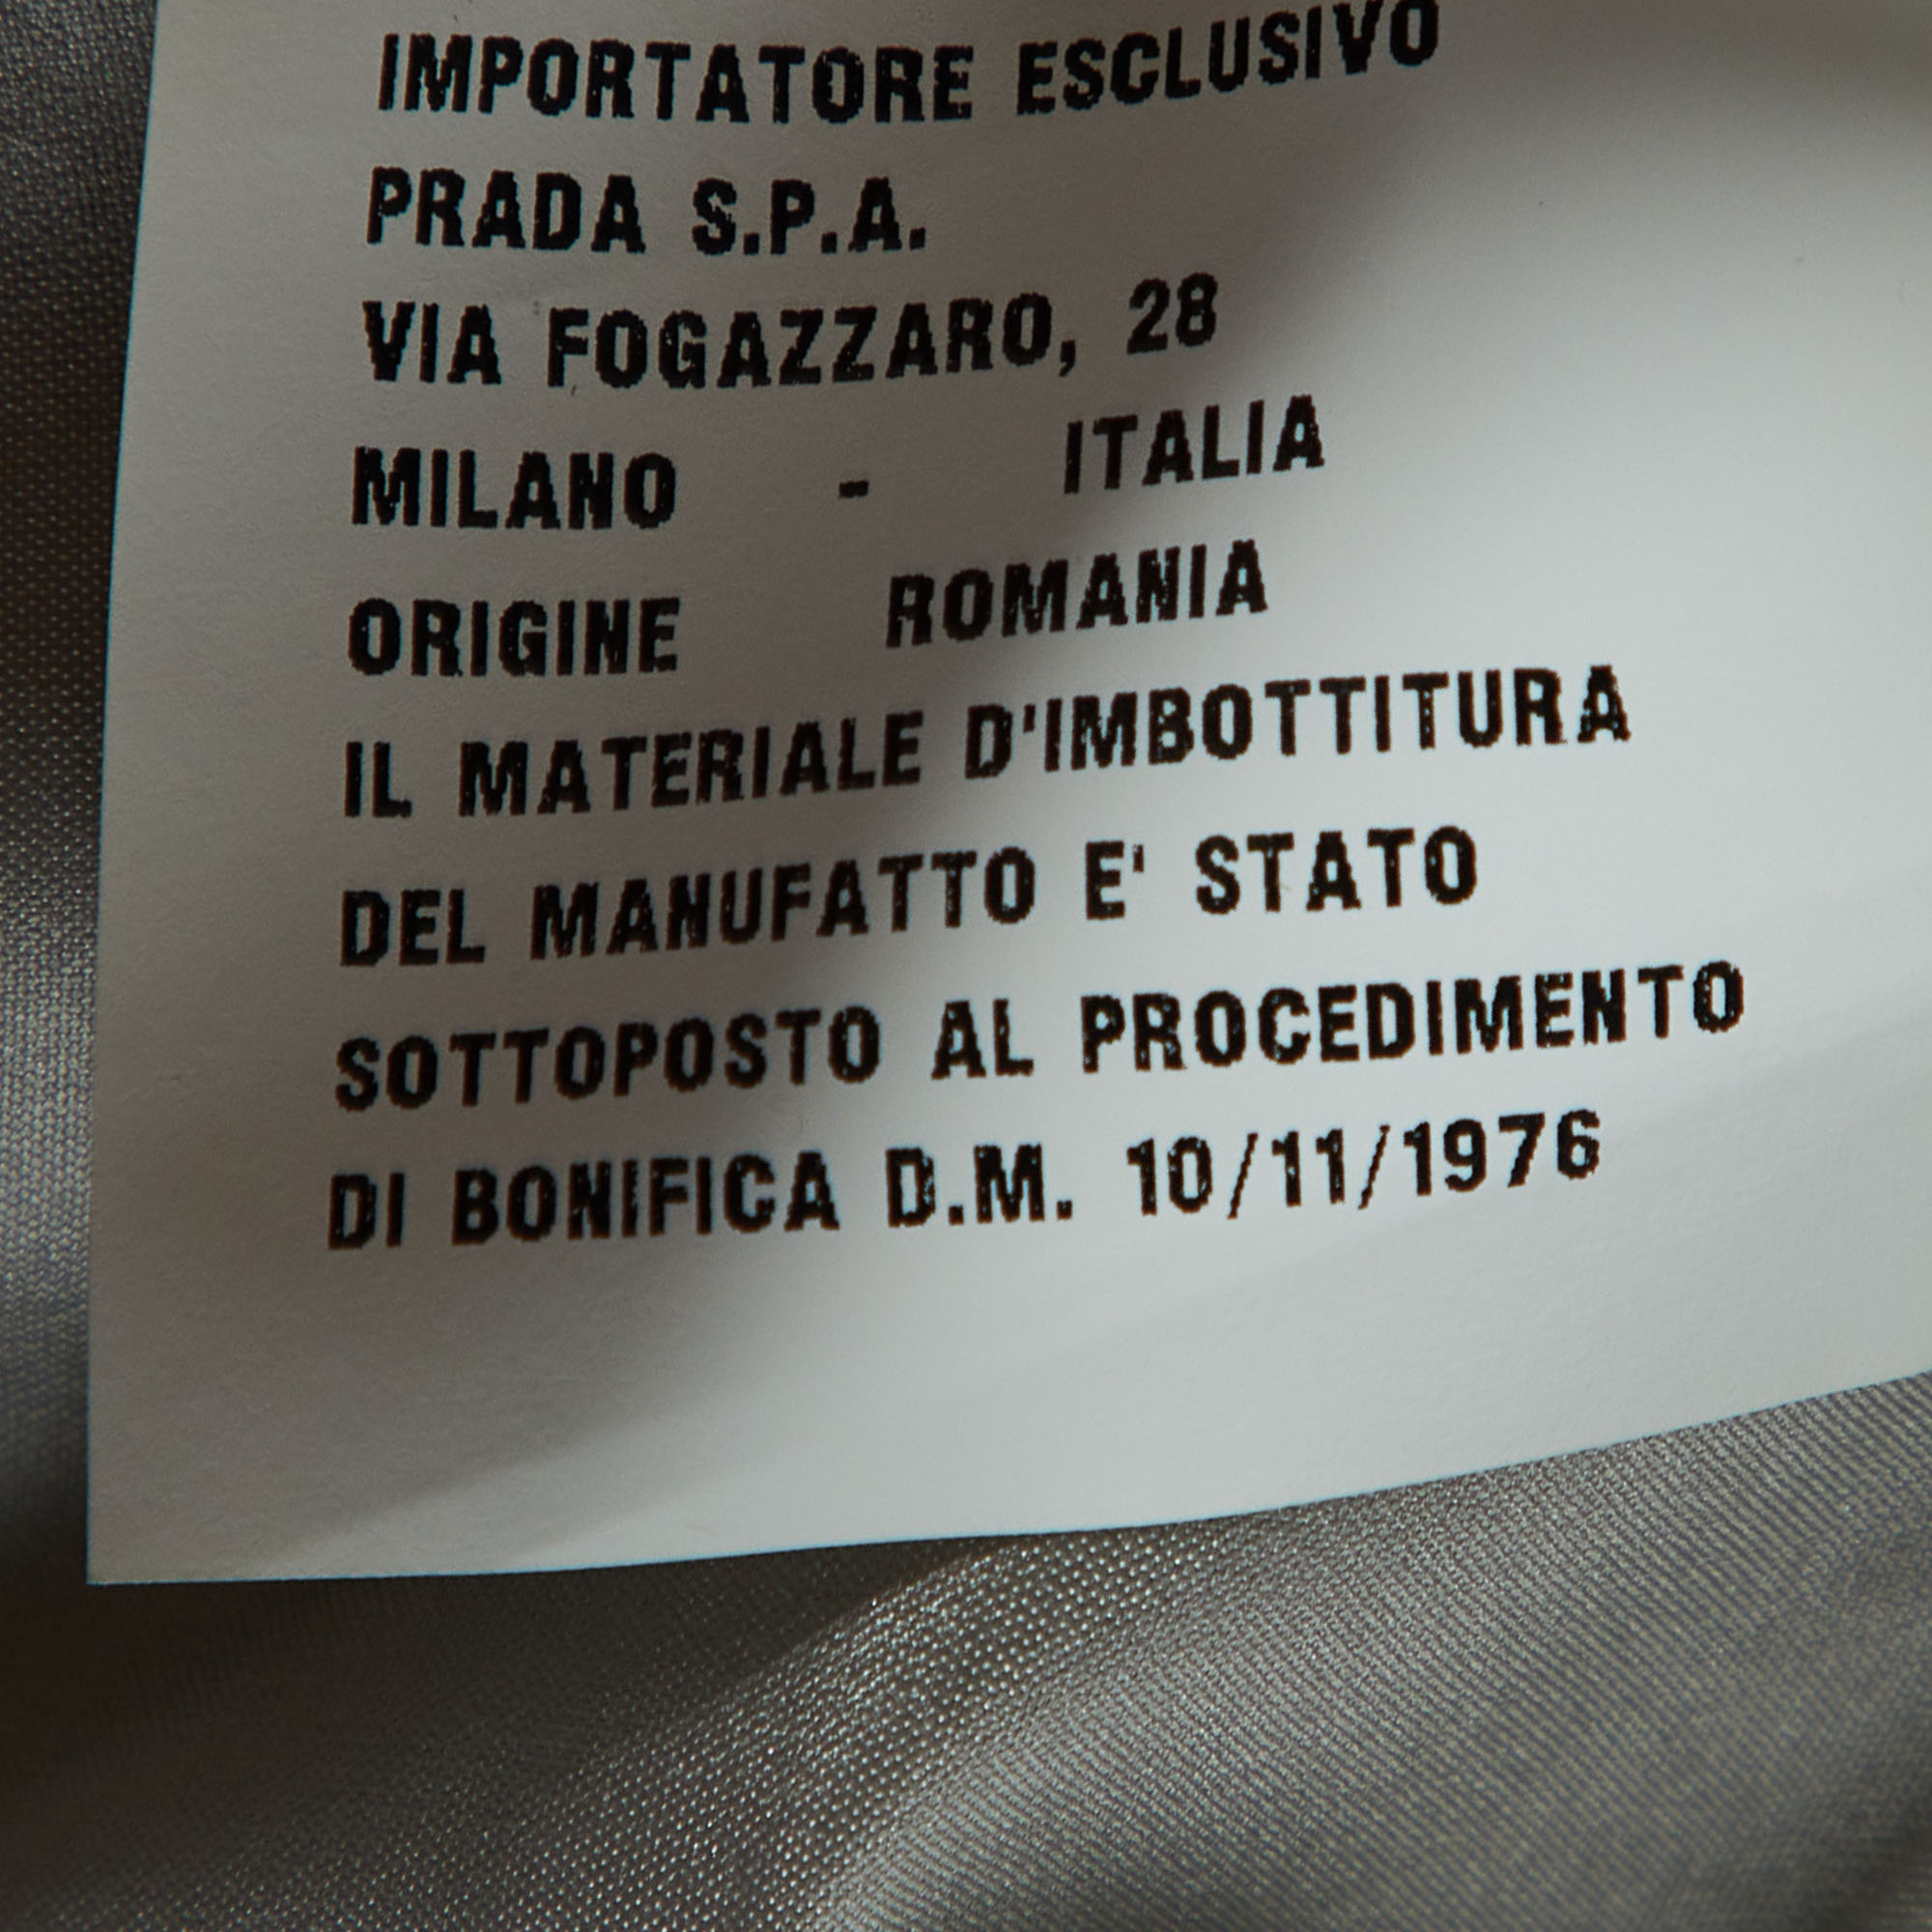 IMPORTATORE ESCLUSIVO
PRADA S.P.A.
VIA FOGAZZARO, 28
MILANO - ITALIA
ORIGINE ROMANIA
IL MATERIALE D'IMBOTTITURA
DEL MANUFATTO E' STATO
SOTTOPOSTO AL PROCEDIMENTO
DI BONIFICA D.M. 10/11/1976